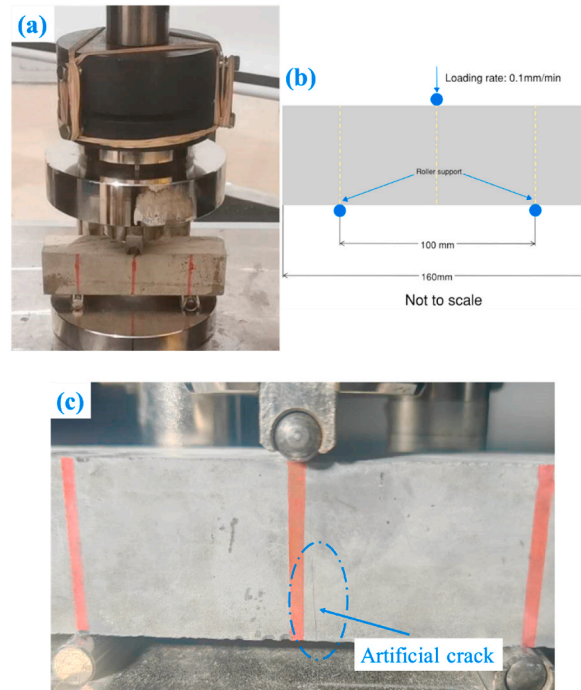 (a)
(b)
Loading rate: 0.1mm/min
Roller support
100 mm
160mm
Not to scale
(c)
Artificial crack